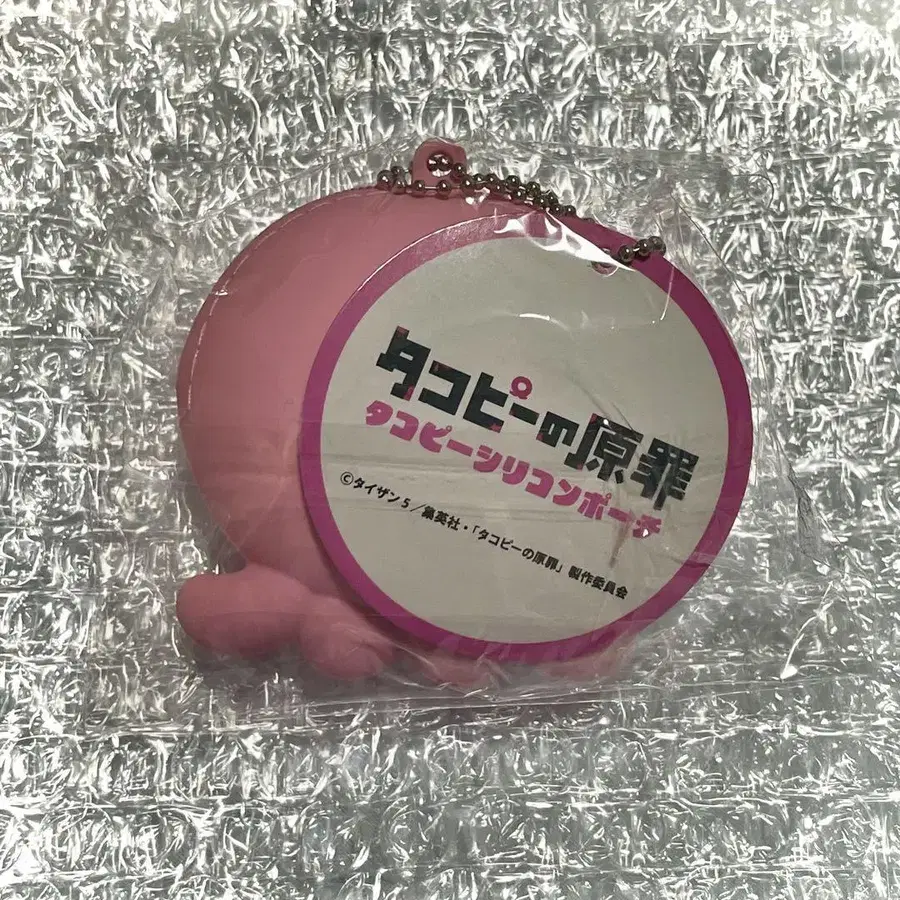 タコピーの原罪
タコピーシリコンポーチ
©タイザン5/集英社・「タコピーの原罪」製作委員会